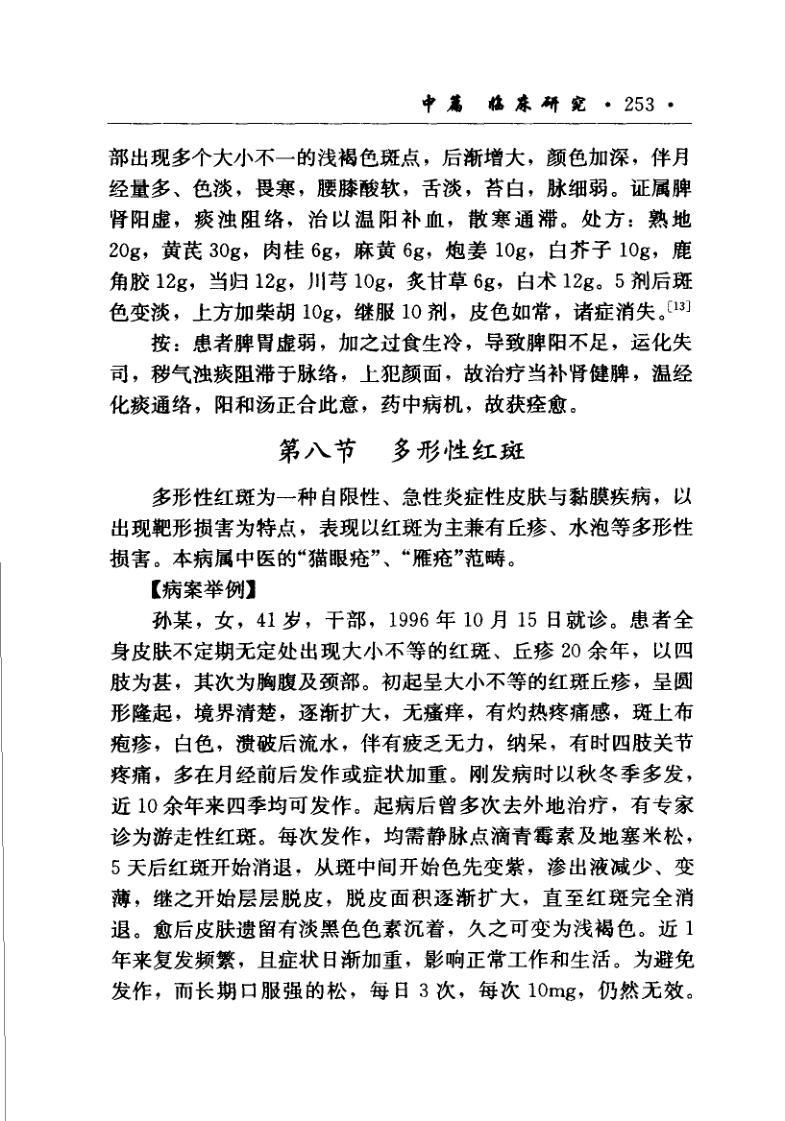 中篇 临床研究 · 253 ·
部出现多个大小不一的浅褐色斑点，后渐增大，颜色加深，伴月
经量多、色淡，畏寒，腰膝酸软，舌淡，苔白，脉细弱。证属脾
肾阳虚，痰浊阻络，治以温阳补血，散寒通滞。处方：熟地
20g，黄芪 30g，肉桂 6g，麻黄 6g，炮姜 10g，白芥子 10g，鹿
角胶 12g，当归 12g，川芎 10g，炙甘草 6g，白术 12g。5 剂后斑
色变淡，上方加柴胡 10g，继服 10 剂，皮色如常，诸症消失。[13]
按：患者脾胃虚弱，加之过食生冷，导致脾阳不足，运化失
司，秽气浊痰阻滞于脉络，上犯颜面，故治疗当补肾健脾，温经
化痰通络，阳和汤正合此意，药中病机，故获痊愈。
第八节 多形性红斑
多形性红斑为一种自限性、急性炎症性皮肤与黏膜疾病，以
出现靶形损害为特点，表现以红斑为主兼有丘疹、水泡等多形性
损害。本病属中医的“猫眼疮”、“雁疮”范畴。
【病案举例】
孙某，女，41 岁，干部，1996 年 10 月 15 日就诊。患者全
身皮肤不定期无定处出现大小不等的红斑、丘疹 20 余年，以四
肢为甚，其次为胸腹及颈部。初起呈大小不等的红斑丘疹，呈圆
形隆起，境界清楚，逐渐扩大，无瘙痒，有灼热疼痛感，斑上布
疱疹，白色，溃破后流水，伴有疲乏无力，纳呆，有时四肢关节
疼痛，多在月经前后发作或症状加重。刚发病时以秋冬季多发，
近 10 余年来四季均可发作。起病后曾多次去外地治疗，有专家
诊为游走性红斑。每次发作，均需静脉点滴青霉素及地塞米松，
5 天后红斑开始消退，从斑中间开始色先变紫，渗出液减少、变
薄，继之开始层层脱皮，脱皮面积逐渐扩大，直至红斑完全消
退。愈后皮肤遗留有淡黑色色素沉着，久之可变为浅褐色。近 1
年来复发频繁，且症状日渐加重，影响正常工作和生活。为避免
发作，而长期口服强的松，每日 3 次，每次 10mg，仍然无效。